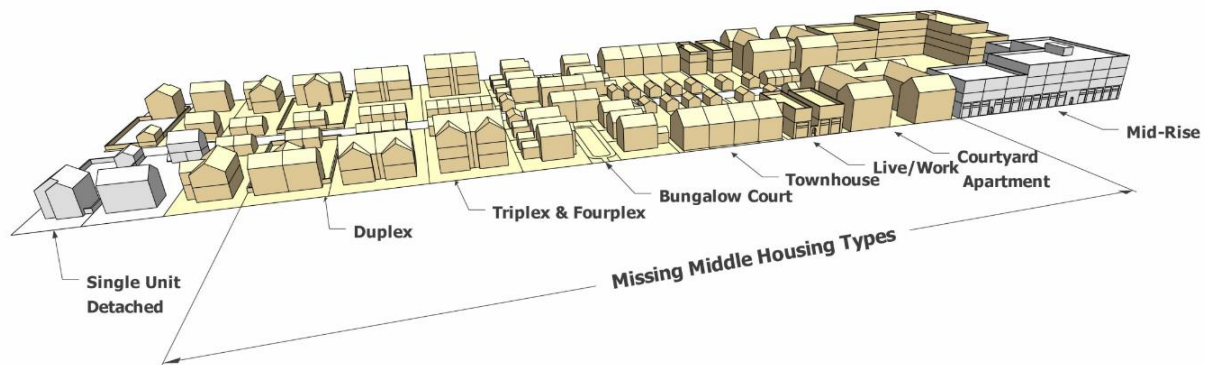 Single Unit
Detached
Duplex
Triplex & Fourplex
Bungalow Court
Townhouse
Live/Work
Courtyard
Apartment
Mid-Rise
Missing Middle Housing Types